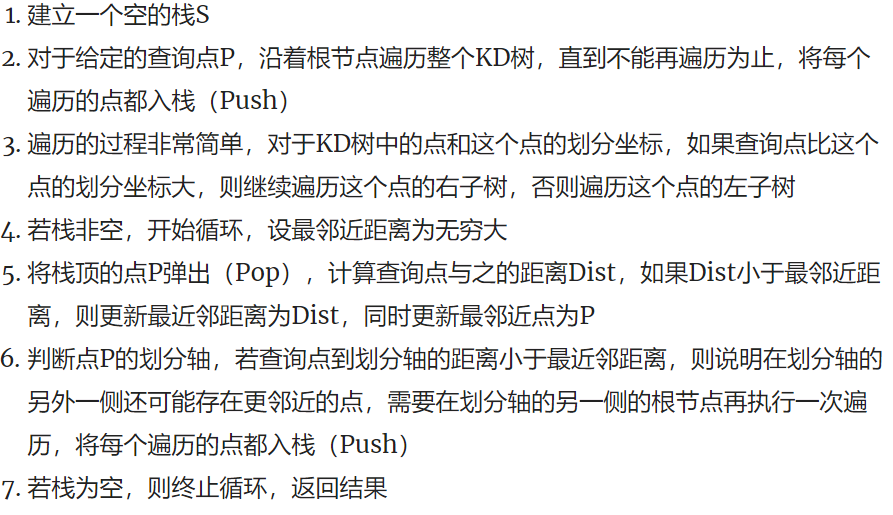 1. 建立一个空的栈S
2. 对于给定的查询点P，沿着根节点遍历整个KD树，直到不能再遍历为止，将每个
遍历的点都入栈（Push）
3. 遍历的过程非常简单，对于KD树中的点和这个点的划分坐标，如果查询点比这个
点的划分坐标大，则继续遍历这个点的右子树，否则遍历这个点的左子树
4. 若栈非空，开始循环，设最邻近距离为无穷大
5. 将栈顶的点P弹出（Pop），计算查询点与之的距离Dist，如果Dist小于最邻近距
离，则更新最近邻距离为Dist，同时更新最邻近点为P
6. 判断点P的划分轴，若查询点到划分轴的距离小于最近邻距离，则说明在划分轴的
另外一侧还可能存在更邻近的点，需要在划分轴的另一侧的根节点再执行一次遍
历，将每个遍历的点都入栈（Push）
7. 若栈为空，则终止循环，返回结果